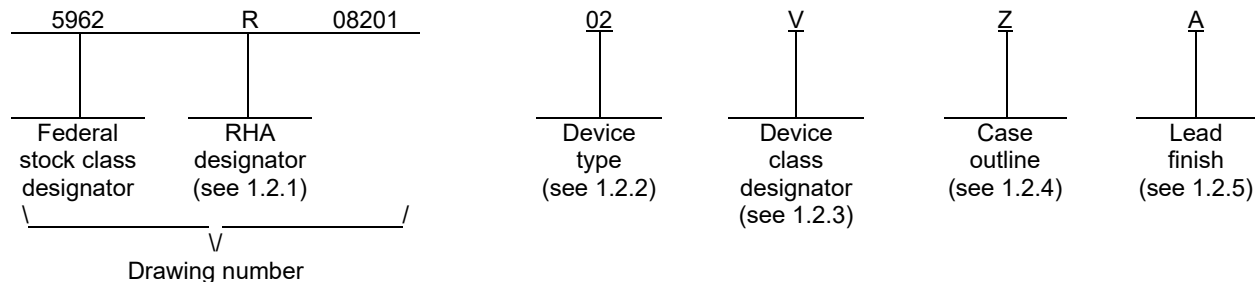 5962 R 08201 02 V Z A
Federal stock class designator
RHA designator (see 1.2.1)
Device type (see 1.2.2)
Device class designator (see 1.2.3)
Case outline (see 1.2.4)
Lead finish (see 1.2.5)
Drawing number